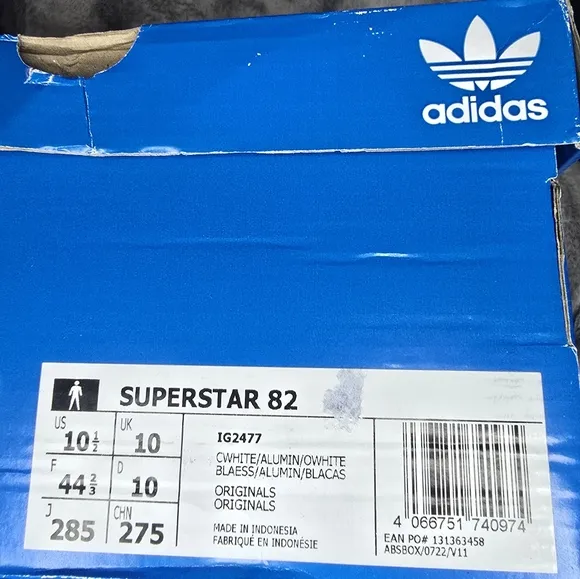 adidas
SUPERSTAR 82
US 10 1/2
UK 10
F 44 2/3
D 10
J 285
CHN 275
IG2477
CWHITE/ALUMIN/OWHITE
BLAESS/ALUMIN/BLACAS
ORIGINALS
ORIGINALS
MADE IN INDONESIA
FABRIQUÉ EN INDONÉSIE
4 066751 740974
EAN PO# 131363458
ABSBOX/0722/V11